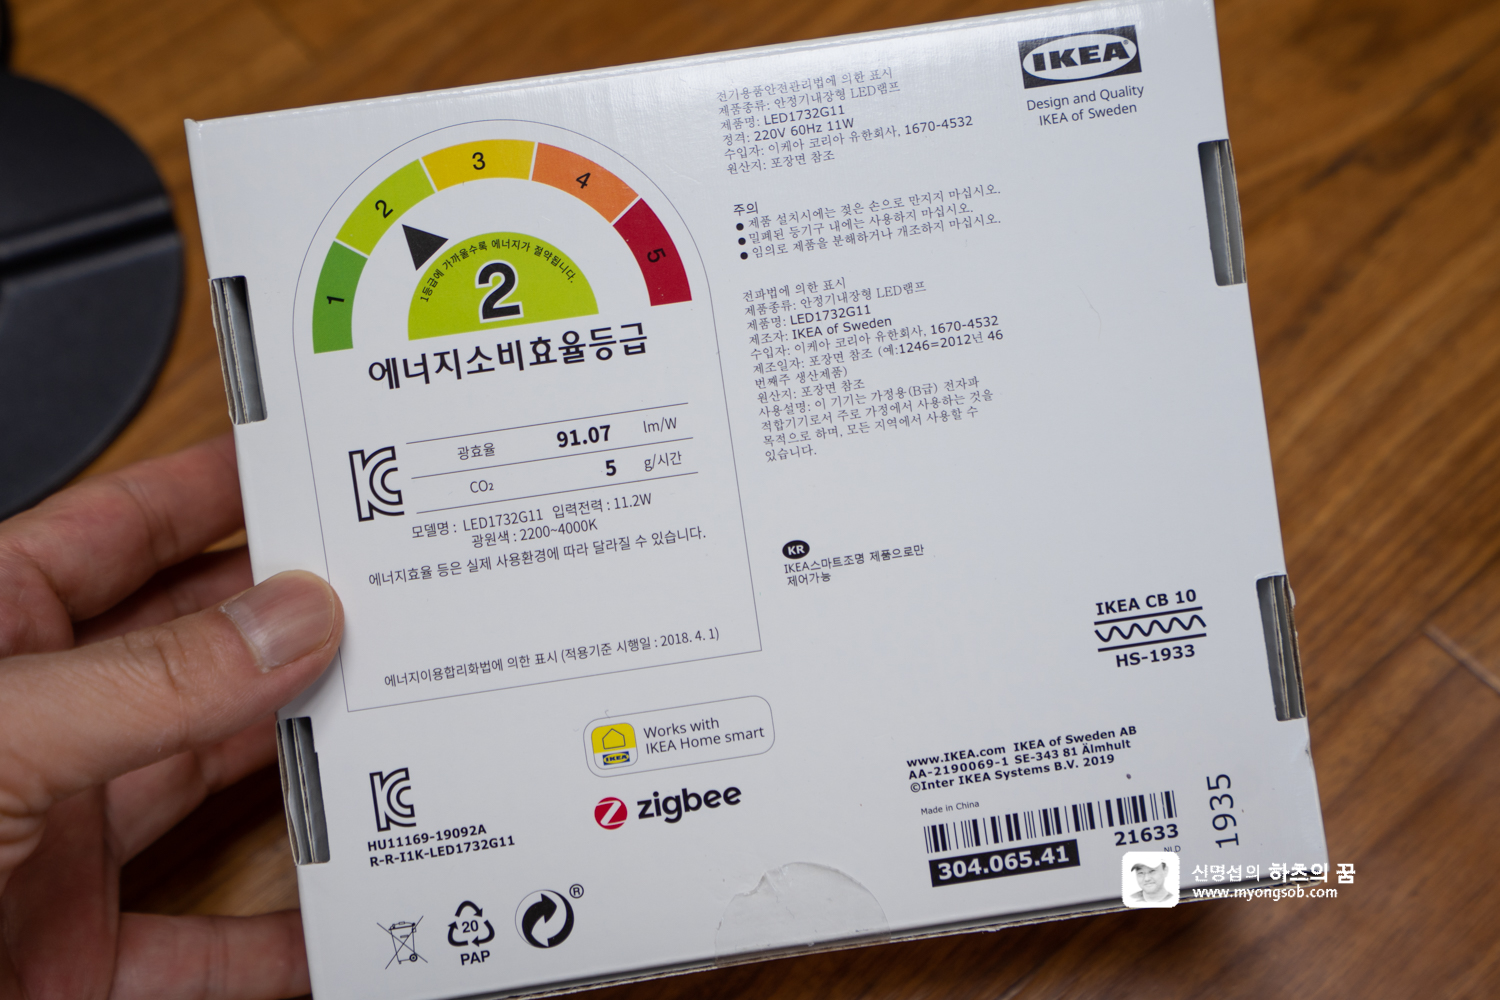 1
2
3
4
5
1등급에 가까울수록 에너지가 절약됩니다.
2
에너지소비효율등급
광효율 91.07 lm/W
CO₂ 5 g/시간
모델명 : LED1732G11 입력전력 : 11.2W
광원색 : 2200~4000K
에너지효율 등은 실제 사용환경에 따라 달라질 수 있습니다.
에너지이용합리화법에 의한 표시 (적용기준 시행일 : 2018. 4. 1)
전기용품안전관리법에 의한 표시
제품종류: 안정기내장형 LED램프
제품명: LED1732G11
정격: 220V 60Hz 11W
수입자: 이케아 코리아 유한회사, 1670-4532
원산지: 포장면 참조
IKEA
Design and Quality
IKEA of Sweden
주의
● 제품 설치시에는 젖은 손으로 만지지 마십시오.
● 밀폐된 등기구 내에는 사용하지 마십시오.
● 임의로 제품을 분해하거나 개조하지 마십시오.
전파법에 의한 표시
제품종류: 안정기내장형 LED램프
제품명: LED1732G11
제조자: IKEA of Sweden
수입자: 이케아 코리아 유한회사, 1670-4532
제조일자: 포장면 참조 (예:1246=2012년 46
번째주 생산제품)
원산지: 포장면 참조
사용설명: 이 기기는 가정용(B급) 전자파
적합기기로서 주로 가정에서 사용하는 것을
목적으로 하며, 모든 지역에서 사용할 수
있습니다.
KR
IKEA스마트조명 제품으로만
제어가능
IKEA CB 10
HS-1933
Works with
IKEA Home smart
IKEA
zigbee
HU11169-19092A
R-R-I1K-LED1732G11
20
PAP
®
www.IKEA.com IKEA of Sweden AB
AA-2190069-1 SE-343 81 Älmhult
©Inter IKEA Systems B.V. 2019
Made in China
21633
304.065.41
NLD
1935
신명섭의 하츠의 꿈
www.myongsob.com